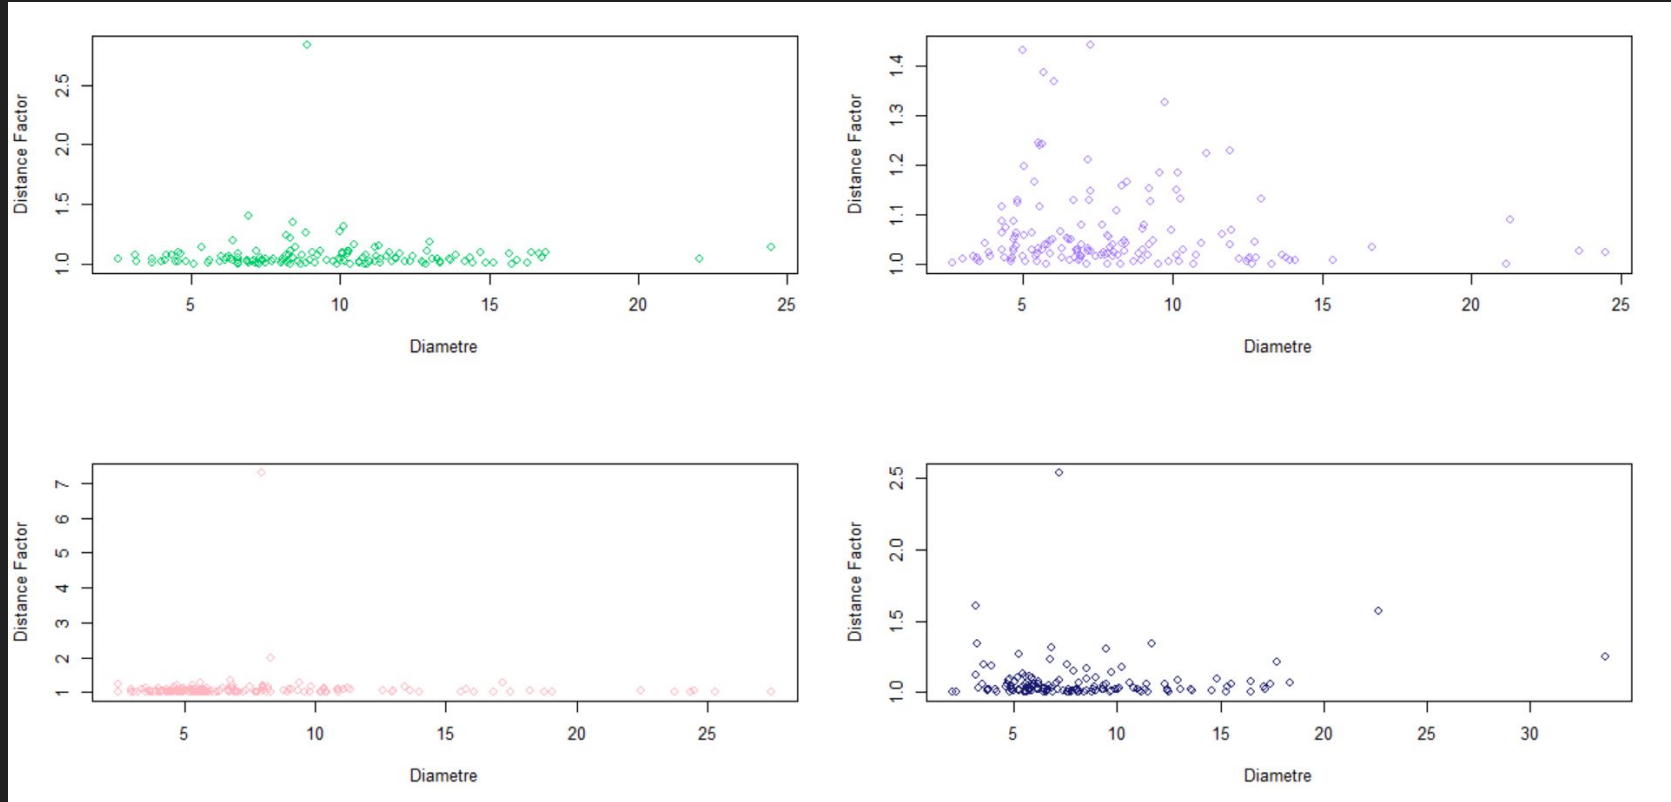 Distance Factor
1.0 1.5 2.0 2.5
5 10 15 20 25
Diametre
Distance Factor
1.0 1.1 1.2 1.3 1.4
5 10 15 20 25
Diametre
Distance Factor
1 2 3 4 5 6 7
5 10 15 20 25
Diametre
Distance Factor
1.0 1.5 2.0 2.5
5 10 15 20 25 30
Diametre